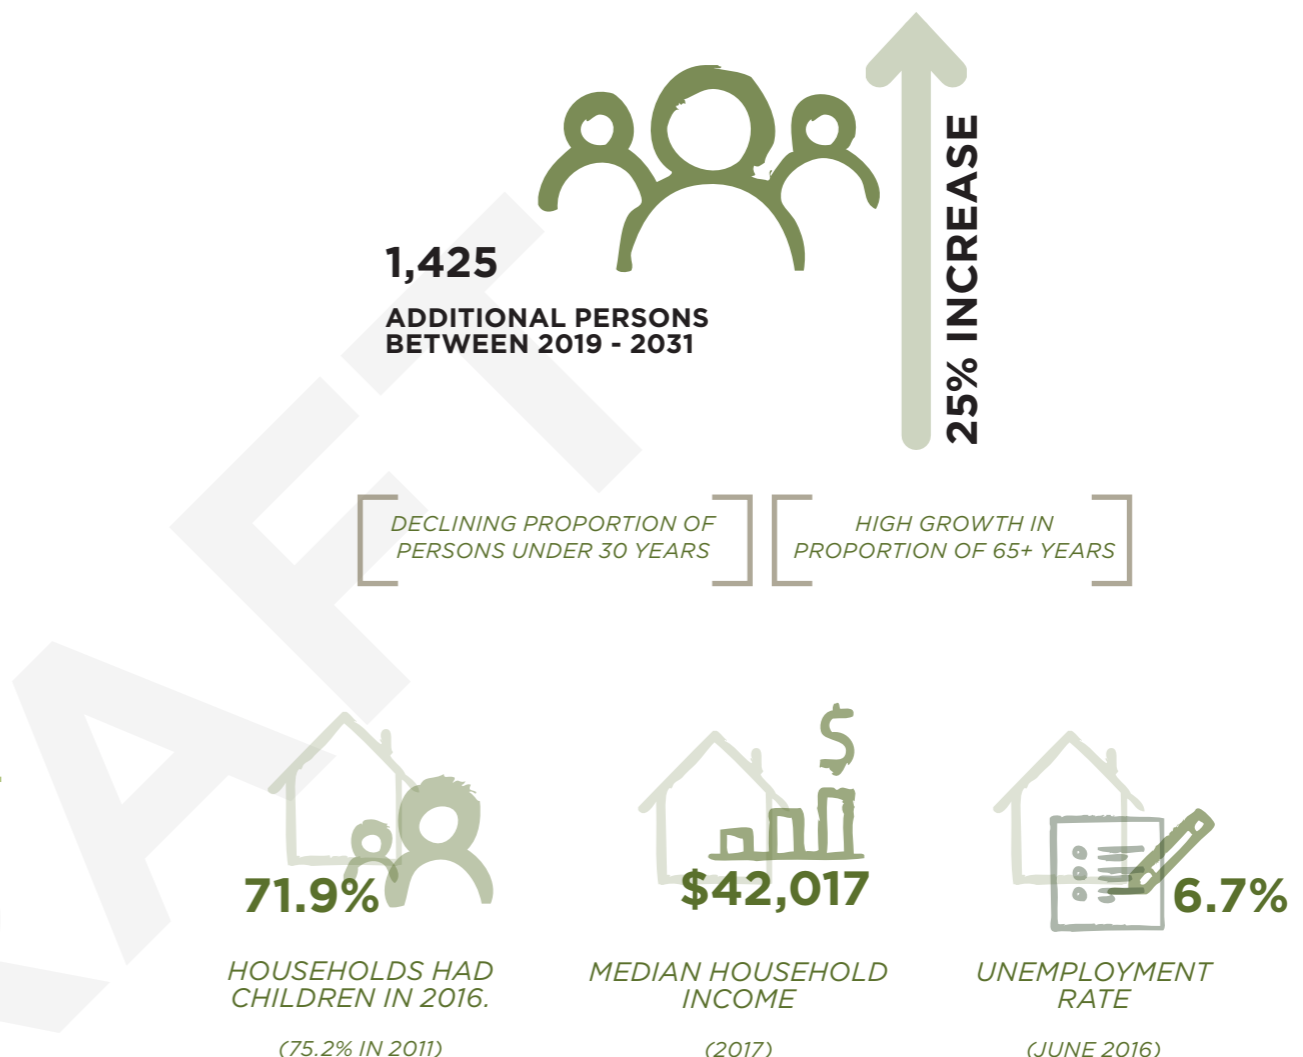 25% INCREASE
1,425
ADDITIONAL PERSONS
BETWEEN 2019 - 2031
DECLINING PROPORTION OF
PERSONS UNDER 30 YEARS
HIGH GROWTH IN
PROPORTION OF 65+ YEARS
71.9%
HOUSEHOLDS HAD
CHILDREN IN 2016.
(75.2% IN 2011)
$
$42,017
MEDIAN HOUSEHOLD
INCOME
(2017)
6.7%
UNEMPLOYMENT
RATE
(JUNE 2016)